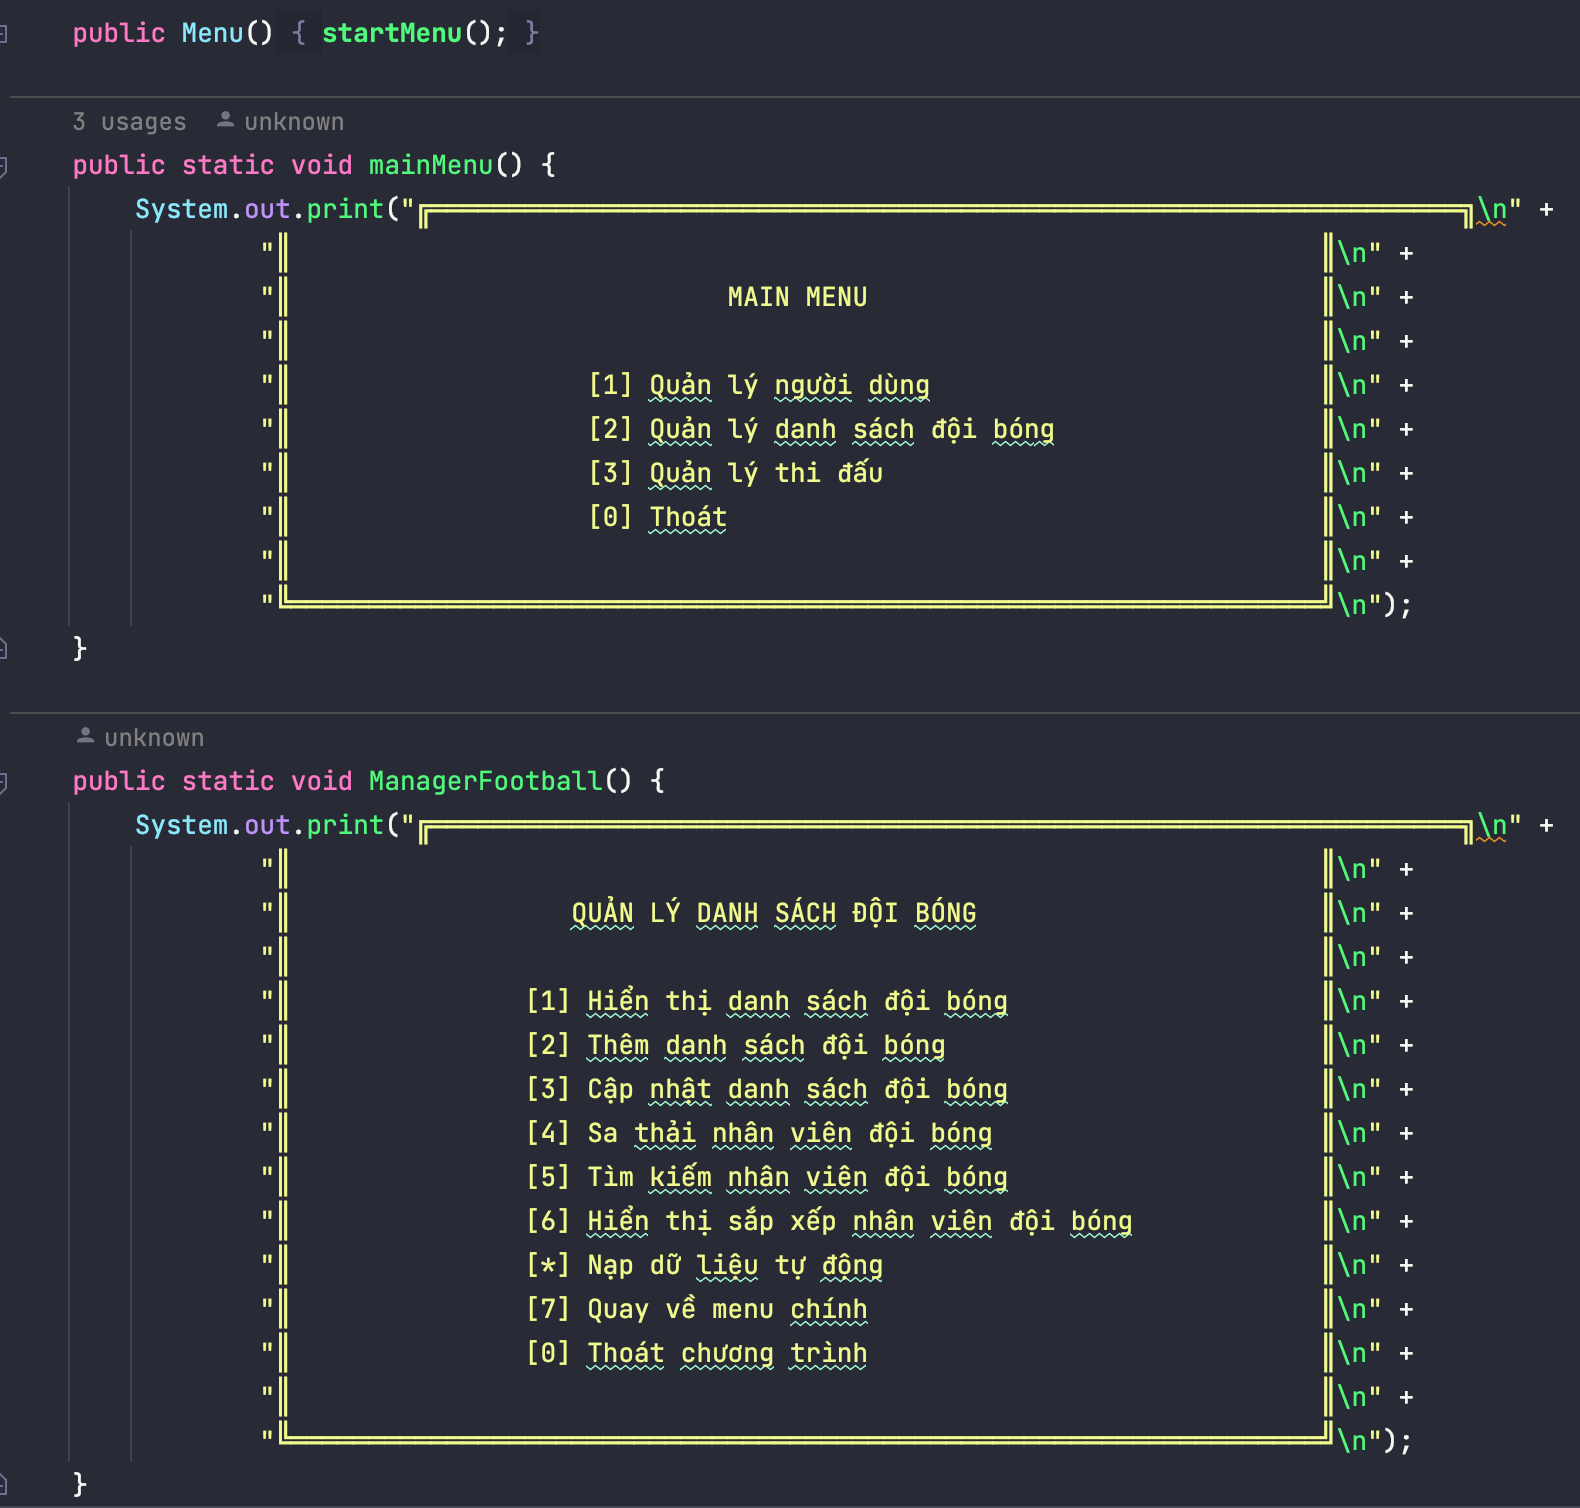 public Menu() { startMenu(); }
3 usages unknown
public static void mainMenu() {
System.out.print("╔══════════════════════════════════════════════════════════════════╗\n" +
"║                                                                  ║\n" +
"║                            MAIN MENU                             ║\n" +
"║                                                                  ║\n" +
"║                   [1] Quản lý người dùng                         ║\n" +
"║                   [2] Quản lý danh sách đội bóng                 ║\n" +
"║                   [3] Quản lý thi đấu                            ║\n" +
"║                   [0] Thoát                                      ║\n" +
"║                                                                  ║\n" +
"╚══════════════════════════════════════════════════════════════════╝\n");
}
unknown
public static void ManagerFootball() {
System.out.print("╔══════════════════════════════════════════════════════════════════╗\n" +
"║                                                                  ║\n" +
"║                  QUẢN LÝ DANH SÁCH ĐỘI BÓNG                      ║\n" +
"║                                                                  ║\n" +
"║               [1] Hiển thị danh sách đội bóng                    ║\n" +
"║               [2] Thêm danh sách đội bóng                        ║\n" +
"║               [3] Cập nhật danh sách đội bóng                    ║\n" +
"║               [4] Sa thải nhân viên đội bóng                     ║\n" +
"║               [5] Tìm kiếm nhân viên đội bóng                    ║\n" +
"║               [6] Hiển thị sắp xếp nhân viên đội bóng            ║\n" +
"║               [*] Nạp dữ liệu tự động                            ║\n" +
"║               [7] Quay về menu chính                             ║\n" +
"║               [0] Thoát chương trình                             ║\n" +
"║                                                                  ║\n" +
"╚══════════════════════════════════════════════════════════════════╝\n");
}